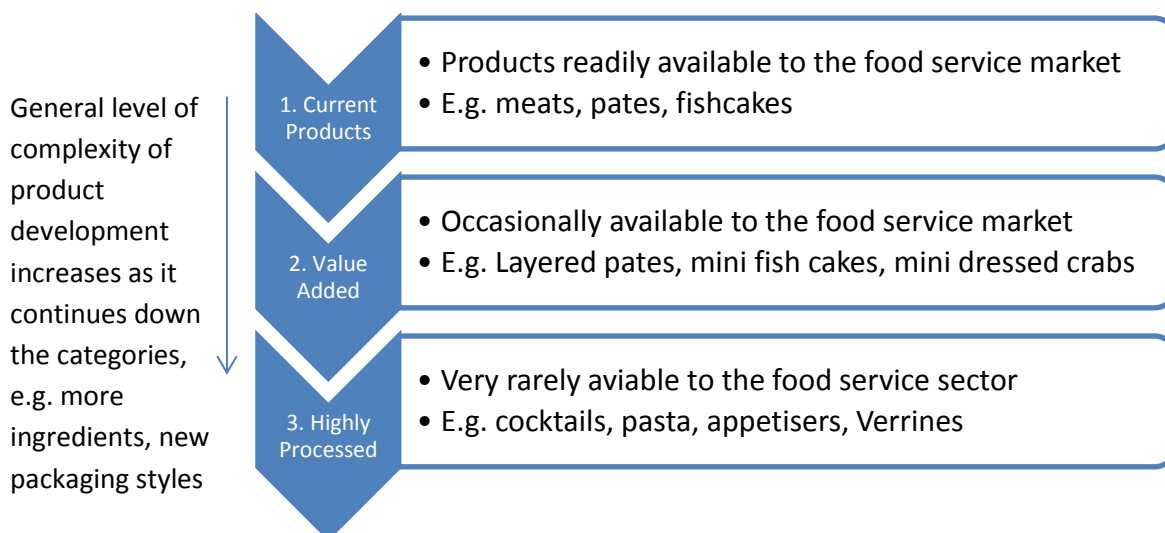 General level of
complexity of
product
development
increases as it
continues down
the categories,
e.g. more
ingredients, new
packaging styles
1. Current
Products
• Products readily available to the food service market
• E.g. meats, pates, fishcakes
2. Value
Added
• Occasionally available to the food service market
• E.g. Layered pates, mini fish cakes, mini dressed crabs
3. Highly
Processed
• Very rarely aviable to the food service sector
• E.g. cocktails, pasta, appetisers, Verrines